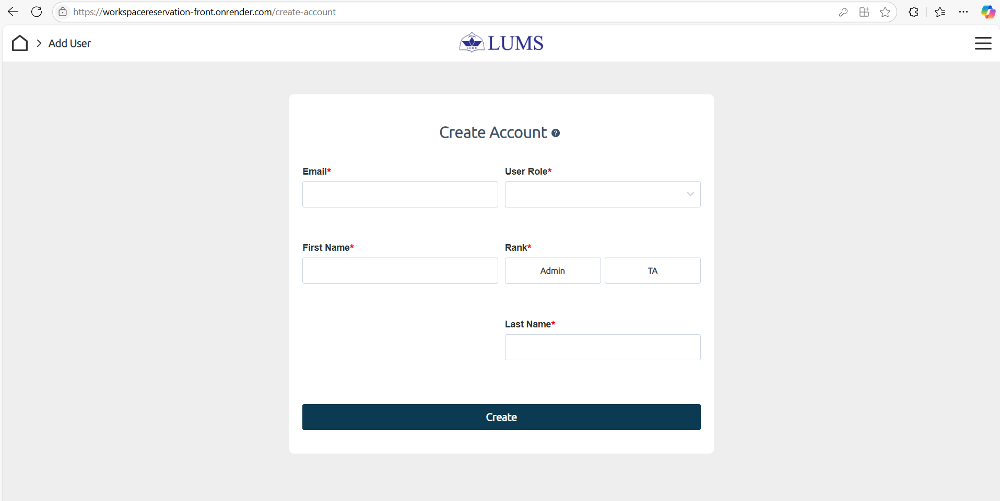 https://workspacereservation-front.onrender.com/create-account
Add User
LUMS
LUMS
Create Account ?
Email* User Role*
First Name* Rank*
Admin TA
Last Name*
Create